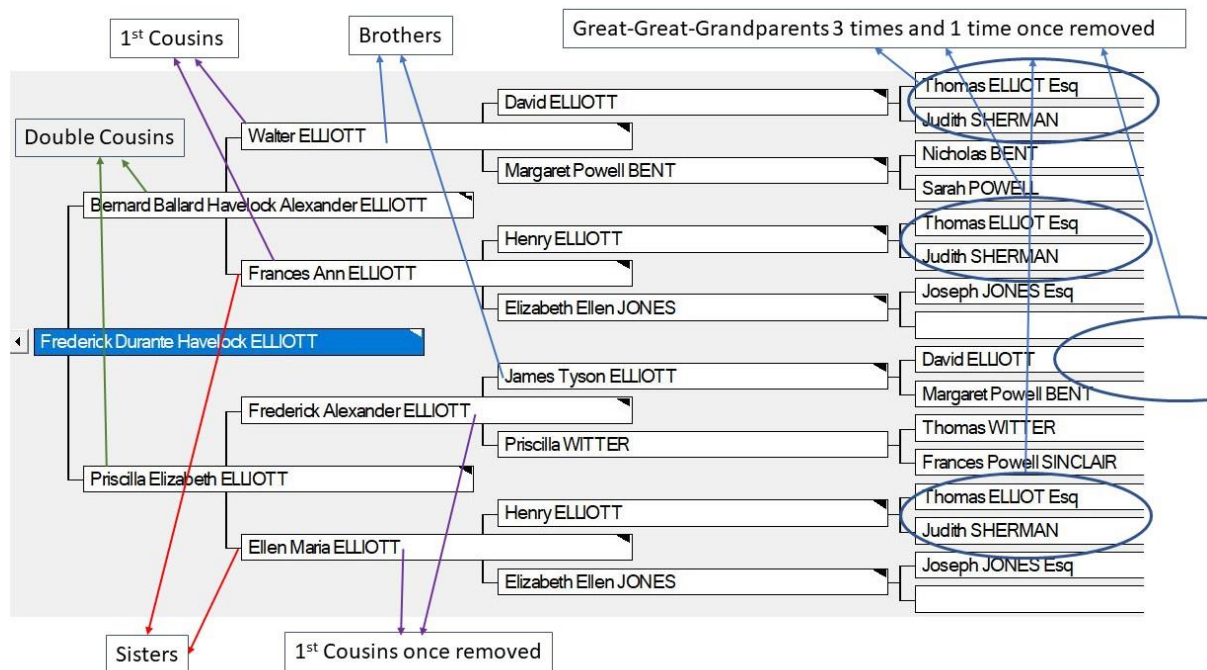 Great-Great-Grandparents 3 times and 1 time once removed
1st Cousins
Brothers
Thomas ELLIOT Esq
David ELLIOTT
Judith SHERMAN
Walter ELLIOTT
Double Cousins
Nicholas BENT
Margaret Powell BENT
Sarah POWELL
Bernard Ballard Havelock Alexander ELLIOTT
Thomas ELLIOT Esq
Henry ELLIOTT
Judith SHERMAN
Frances Ann ELLIOTT
Joseph JONES Esq
Elizabeth Ellen JONES
Frederick Durante Havelock ELLIOTT
David ELLIOTT
James Tyson ELLIOTT
Margaret Powell BENT
Frederick Alexander ELLIOTT
Thomas WITTER
Priscilla WITTER
Frances Powell SINCLAIR
Priscilla Elizabeth ELLIOTT
Thomas ELLIOT Esq
Henry ELLIOTT
Judith SHERMAN
Ellen Maria ELLIOTT
Joseph JONES Esq
Elizabeth Ellen JONES
Sisters
1st Cousins once removed